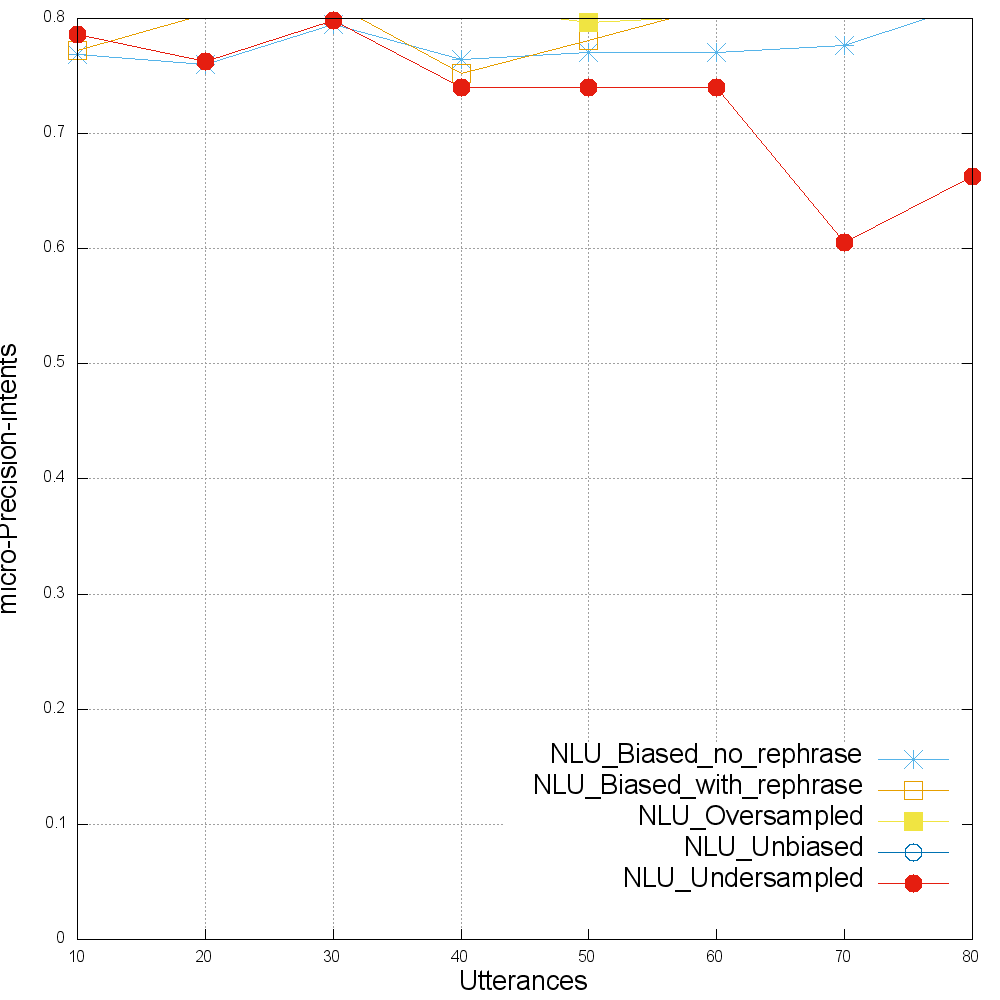 0.8
0.7
0.6
0.5
0.4
0.3
0.2
0.1
0
micro-Precision-intents
NLU_Biased_no_rephrase
NLU_Biased_with_rephrase
NLU_Oversampled
NLU_Unbiased
NLU_Undersampled
10 20 30 40 50 60 70 80
Utterances